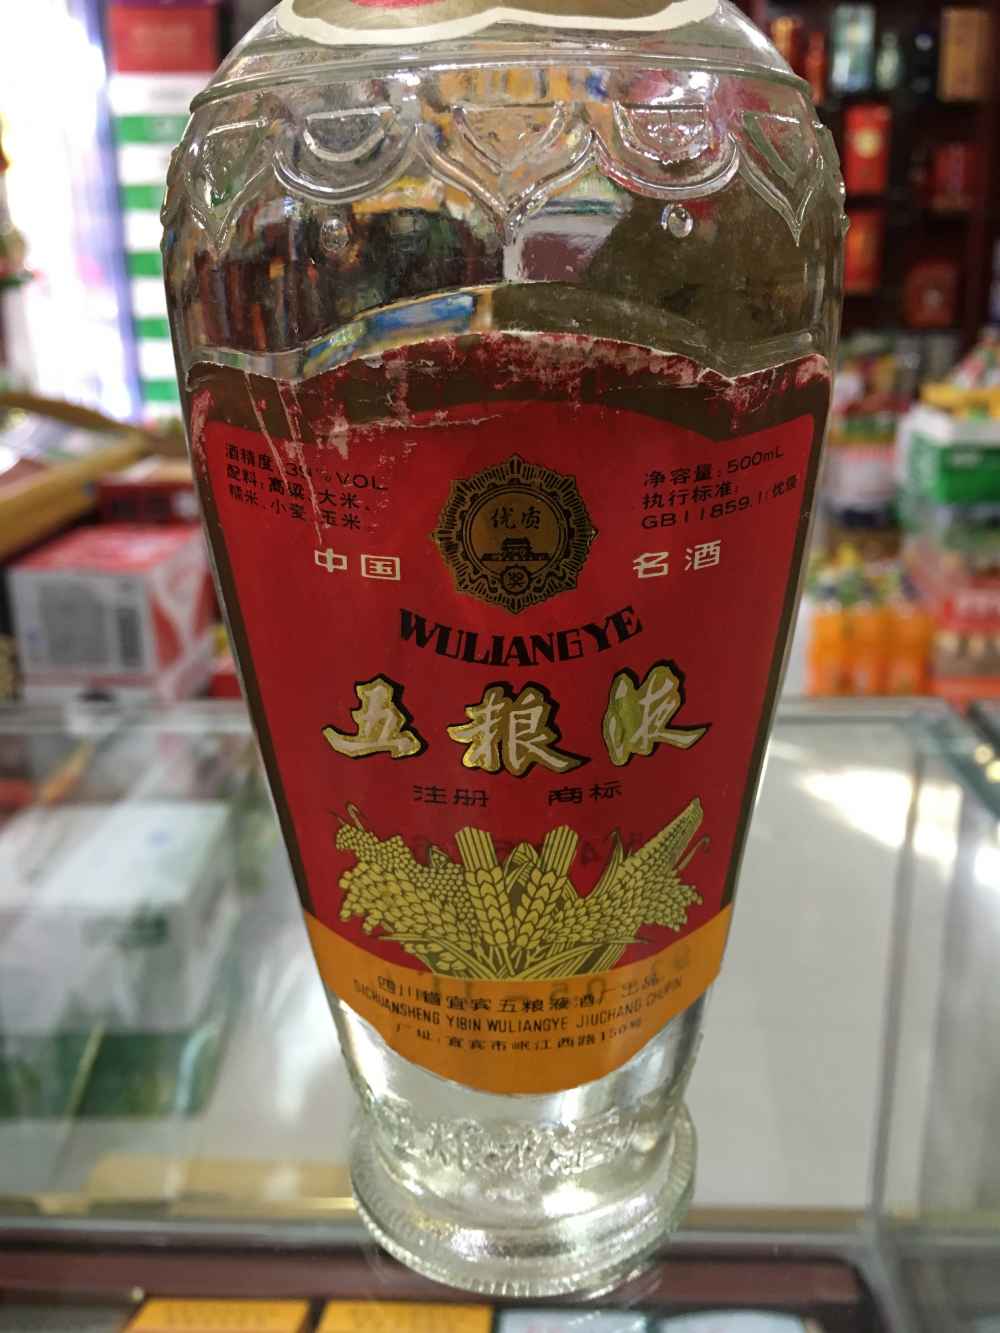 酒精度:39%VOL
配料:高粱、大米、
糯米、小麦、玉米
净容量:500mL
执行标准:
GB11859.1/优级
优质
中国 名酒
WULIANGYE
五粮液
注册 商标
四川省宜宾五粮液酒厂出品
SICHUANSHENG YIBIN WULIANGYE JIUCHANG CHUPIN
厂址:宜宾市岷江西路150号